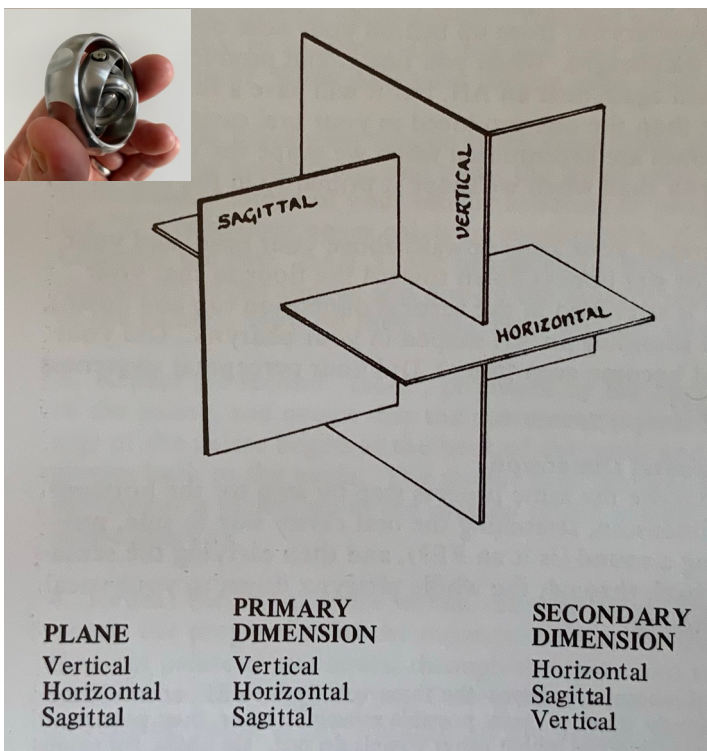 SAGITTAL
VERTICAL
HORIZONTAL
PLANE
PRIMARY
DIMENSION
SECONDARY
DIMENSION
Vertical Vertical Horizontal
Horizontal Horizontal Sagittal
Sagittal Sagittal Vertical